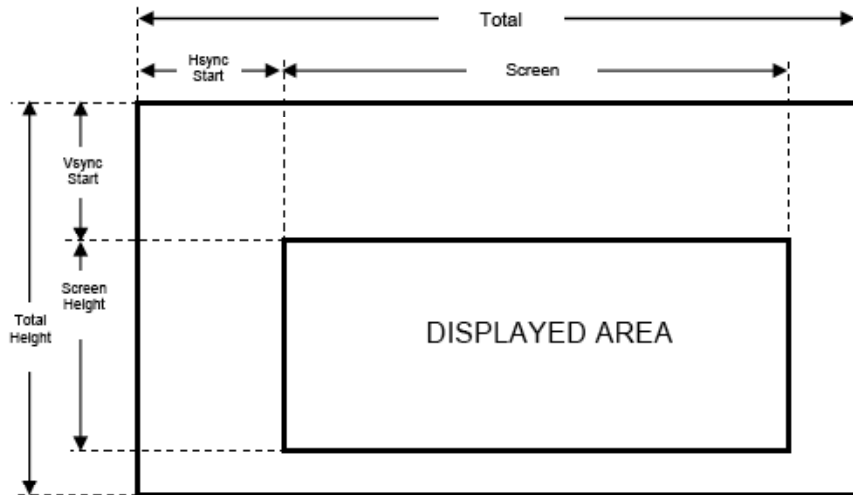 Total
Hsync
Start
Screen
Vsync
Start
Screen
Height
Total
Height
DISPLAYED AREA